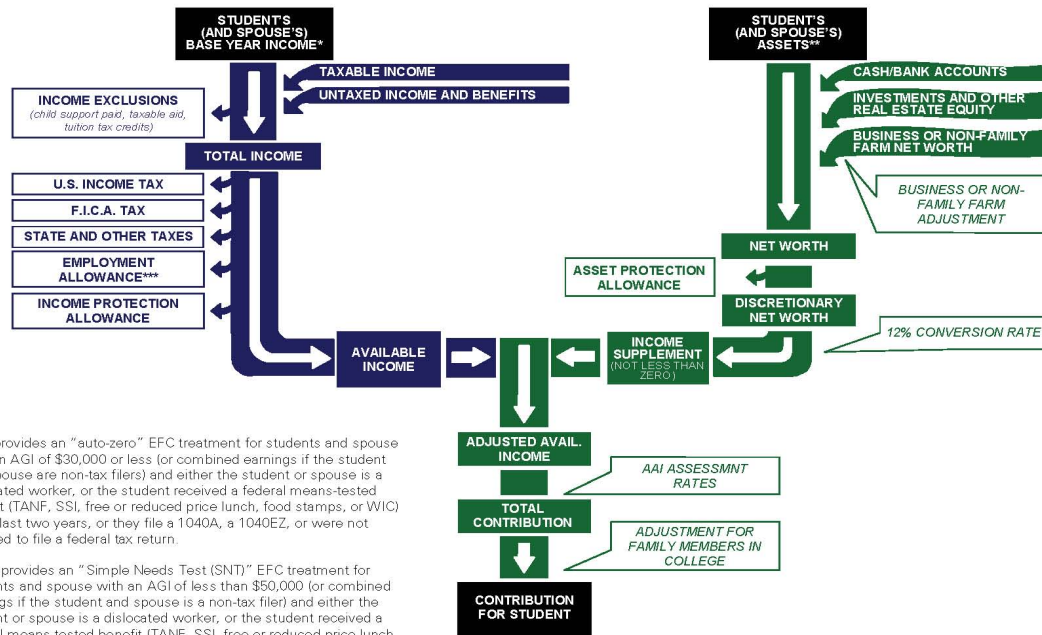 STUDENT'S
(AND SPOUSE'S)
BASE YEAR INCOME*
TAXABLE INCOME
UNTAXED INCOME AND BENEFITS
INCOME EXCLUSIONS
(child support paid, taxable aid,
tuition tax credits)
TOTAL INCOME
U.S. INCOME TAX
F.I.C.A. TAX
STATE AND OTHER TAXES
EMPLOYMENT
ALLOWANCE***
INCOME PROTECTION
ALLOWANCE
AVAILABLE
INCOME
STUDENT'S
(AND SPOUSE'S)
ASSETS**
CASH/BANK ACCOUNTS
INVESTMENTS AND OTHER
REAL ESTATE EQUITY
BUSINESS OR NON-FAMILY
FARM NET WORTH
BUSINESS OR NON-
FAMILY FARM
ADJUSTMENT
NET WORTH
ASSET PROTECTION
ALLOWANCE
DISCRETIONARY
NET WORTH
12% CONVERSION RATE
INCOME
SUPPLEMENT
(NOT LESS THAN
ZERO)
ADJUSTED AVAIL.
INCOME
AAI ASSESSMNT
RATES
TOTAL
CONTRIBUTION
ADJUSTMENT FOR
FAMILY MEMBERS IN
COLLEGE
CONTRIBUTION
FOR STUDENT
provides an "auto-zero" EFC treatment for students and spouse
n AGI of $30,000 or less (or combined earnings if the student
ouse are non-tax filers) and either the student or spouse is a
ated worker, or the student received a federal means-tested
t (TANF, SSI, free or reduced price lunch, food stamps, or WIC)
last two years, or they file a 1040A, a 1040EZ, or were not
ed to file a federal tax return.
provides an "Simple Needs Test (SNT)" EFC treatment for
nts and spouse with an AGI of less than $50,000 (or combined
gs if the student and spouse is a non-tax filer) and either the
nt or spouse is a dislocated worker, or the student received a
l means tested benefit (TANF, SSI, free or reduced price lunch